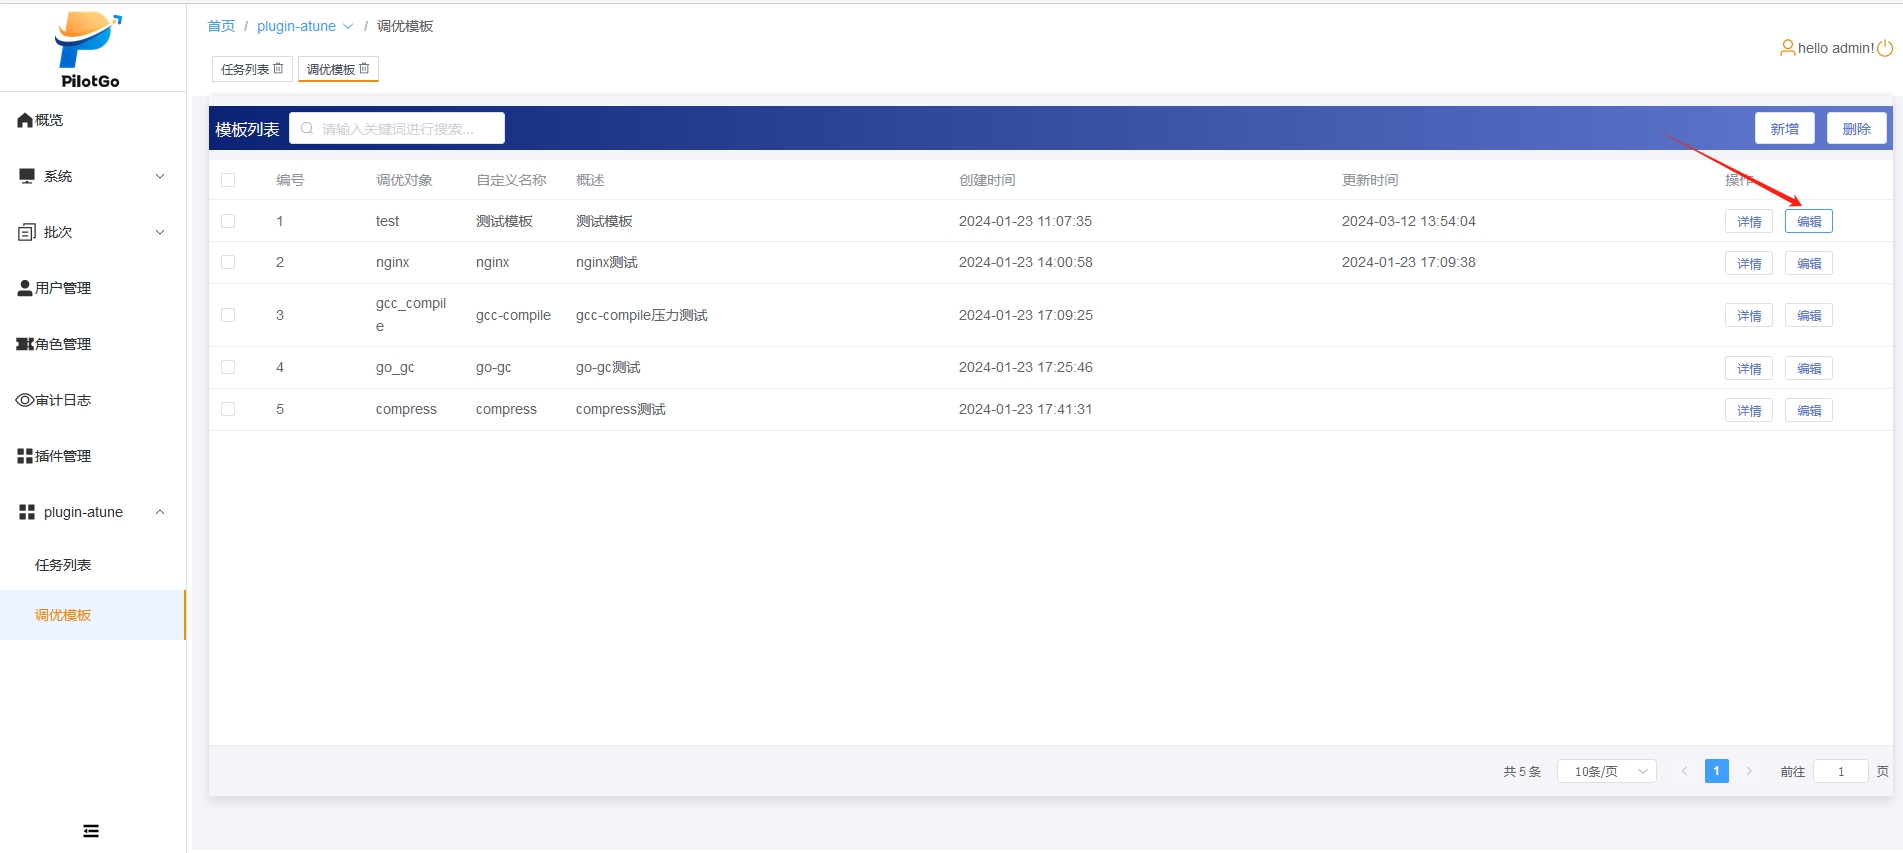 PilotGo
首页 / plugin-atune / 调优模板
hello admin!
任务列表 调优模板
概览
系统
批次
用户管理
角色管理
审计日志
插件管理
plugin-atune
任务列表
调优模板
模板列表 请输入关键词进行搜索... 新增 删除
编号 调优对象 自定义名称 概述 创建时间 更新时间 操作
1 test 测试模板 测试模板 2024-01-23 11:07:35 2024-03-12 13:54:04 详情 编辑
2 nginx nginx nginx测试 2024-01-23 14:00:58 2024-01-23 17:09:38 详情 编辑
3 gcc_compil
e gcc-compile gcc-compile压力测试 2024-01-23 17:09:25 详情 编辑
4 go_gc go-gc go-gc测试 2024-01-23 17:25:46 详情 编辑
5 compress compress compress测试 2024-01-23 17:41:31 详情 编辑
共 5 条 10条/页 1 前往 1 页